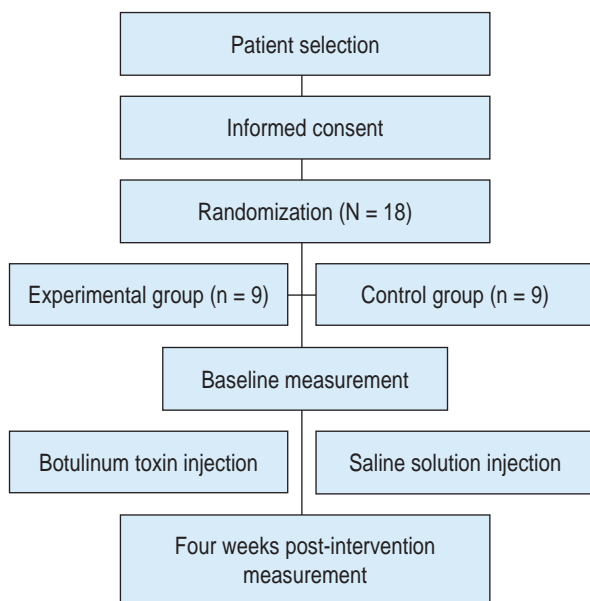 Patient selection
Informed consent
Randomization (N = 18)
Experimental group (n = 9)
Control group (n = 9)
Baseline measurement
Botulinum toxin injection
Saline solution injection
Four weeks post-intervention
measurement